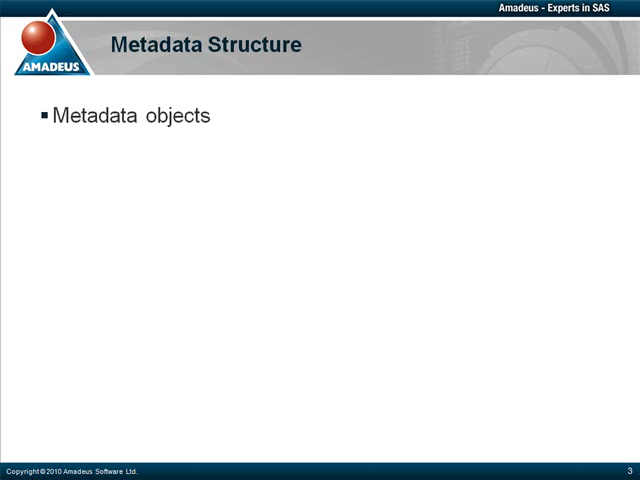 Amadeus - Experts in SAS
AMADEUS
Metadata Structure
Metadata objects
Copyright © 2010 Amadeus Software Ltd.
3